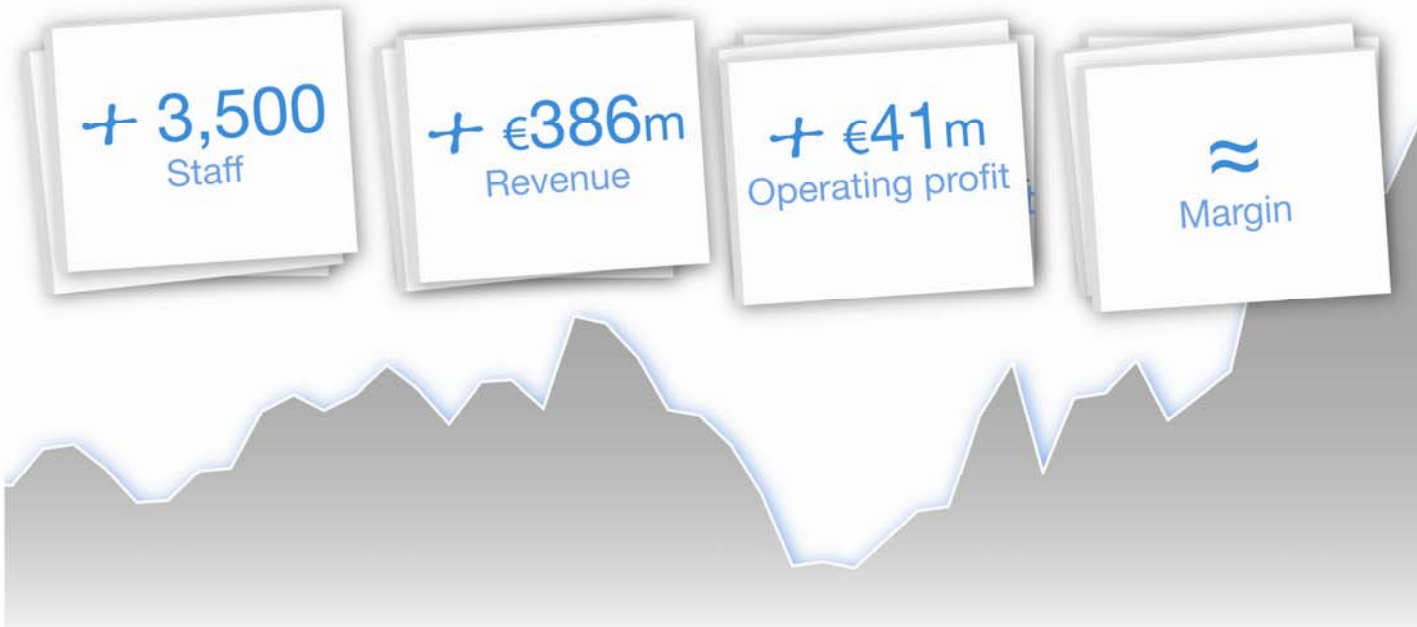 + 3,500
Staff
+ €386m
Revenue
+ €41m
Operating profit
t
≈
Margin